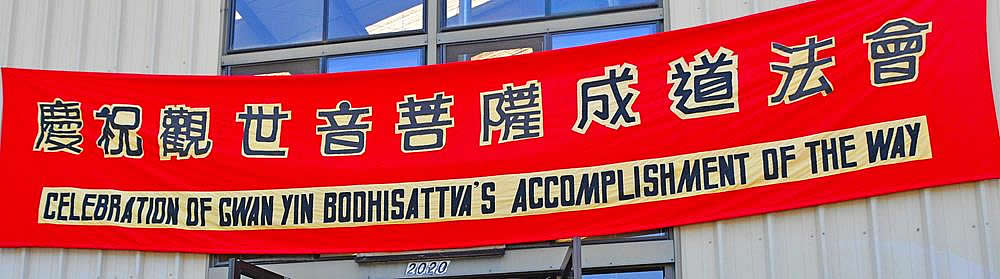 慶祝觀世音菩薩成道法會
CELEBRATION OF GWAN YIN BODHISATTVA'S ACCOMPLISHMENT OF THE WAY
2020